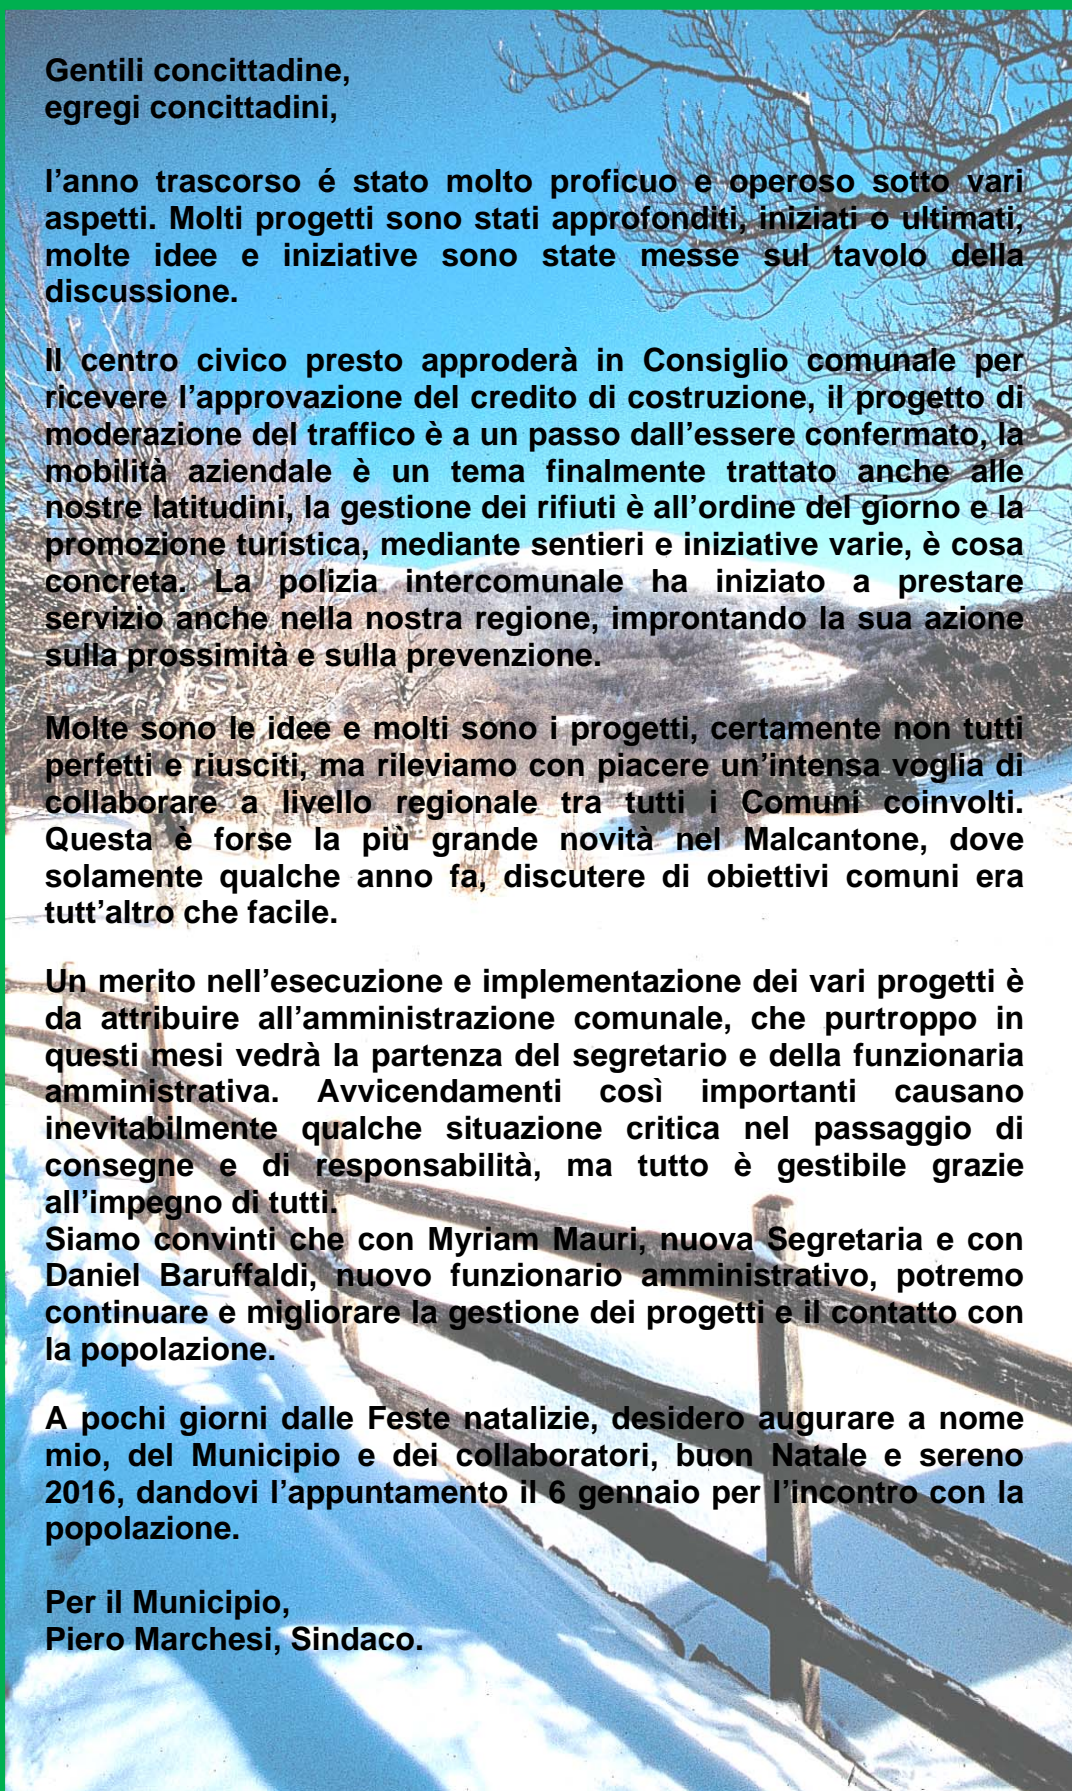 Gentili concittadine,
egregi concittadini,
l'anno trascorso é stato molto proficuo e operoso sotto vari
aspetti. Molti progetti sono stati approfonditi, iniziati o ultimati,
molte idee e iniziative sono state messe sul tavolo della
discussione.
Il centro civico presto approderà in Consiglio comunale per
ricevere l'approvazione del credito di costruzione, il progetto di
moderazione del traffico è a un passo dall'essere confermato, la
mobilità aziendale è un tema finalmente trattato anche alle
nostre latitudini, la gestione dei rifiuti è all'ordine del giorno e la
promozione turistica, mediante sentieri e iniziative varie, è cosa
concreta. La polizia intercomunale ha iniziato a prestare
servizio anche nella nostra regione, improntando la sua azione
sulla prossimità e sulla prevenzione.
Molte sono le idee e molti sono i progetti, certamente non tutti
perfetti e riusciti, ma rileviamo con piacere un'intensa voglia di
collaborare a livello regionale tra tutti i Comuni coinvolti.
Questa è forse la più grande novità nel Malcantone, dove
solamente qualche anno fa, discutere di obiettivi comuni era
tutt'altro che facile.
Un merito nell'esecuzione e implementazione dei vari progetti è
da attribuire all'amministrazione comunale, che purtroppo in
questi mesi vedrà la partenza del segretario e della funzionaria
amministrativa. Avvicendamenti così importanti causano
inevitabilmente qualche situazione critica nel passaggio di
consegne e di responsabilità, ma tutto è gestibile grazie
all'impegno di tutti.
Siamo convinti che con Myriam Mauri, nuova Segretaria e con
Daniel Baruffaldi, nuovo funzionario amministrativo, potremo
continuare e migliorare la gestione dei progetti e il contatto con
la popolazione.
A pochi giorni dalle Feste natalizie, desidero augurare a nome
mio, del Municipio e dei collaboratori, buon Natale e sereno
2016, dandovi l'appuntamento il 6 gennaio per l'incontro con la
popolazione.
Per il Municipio,
Piero Marchesi, Sindaco.